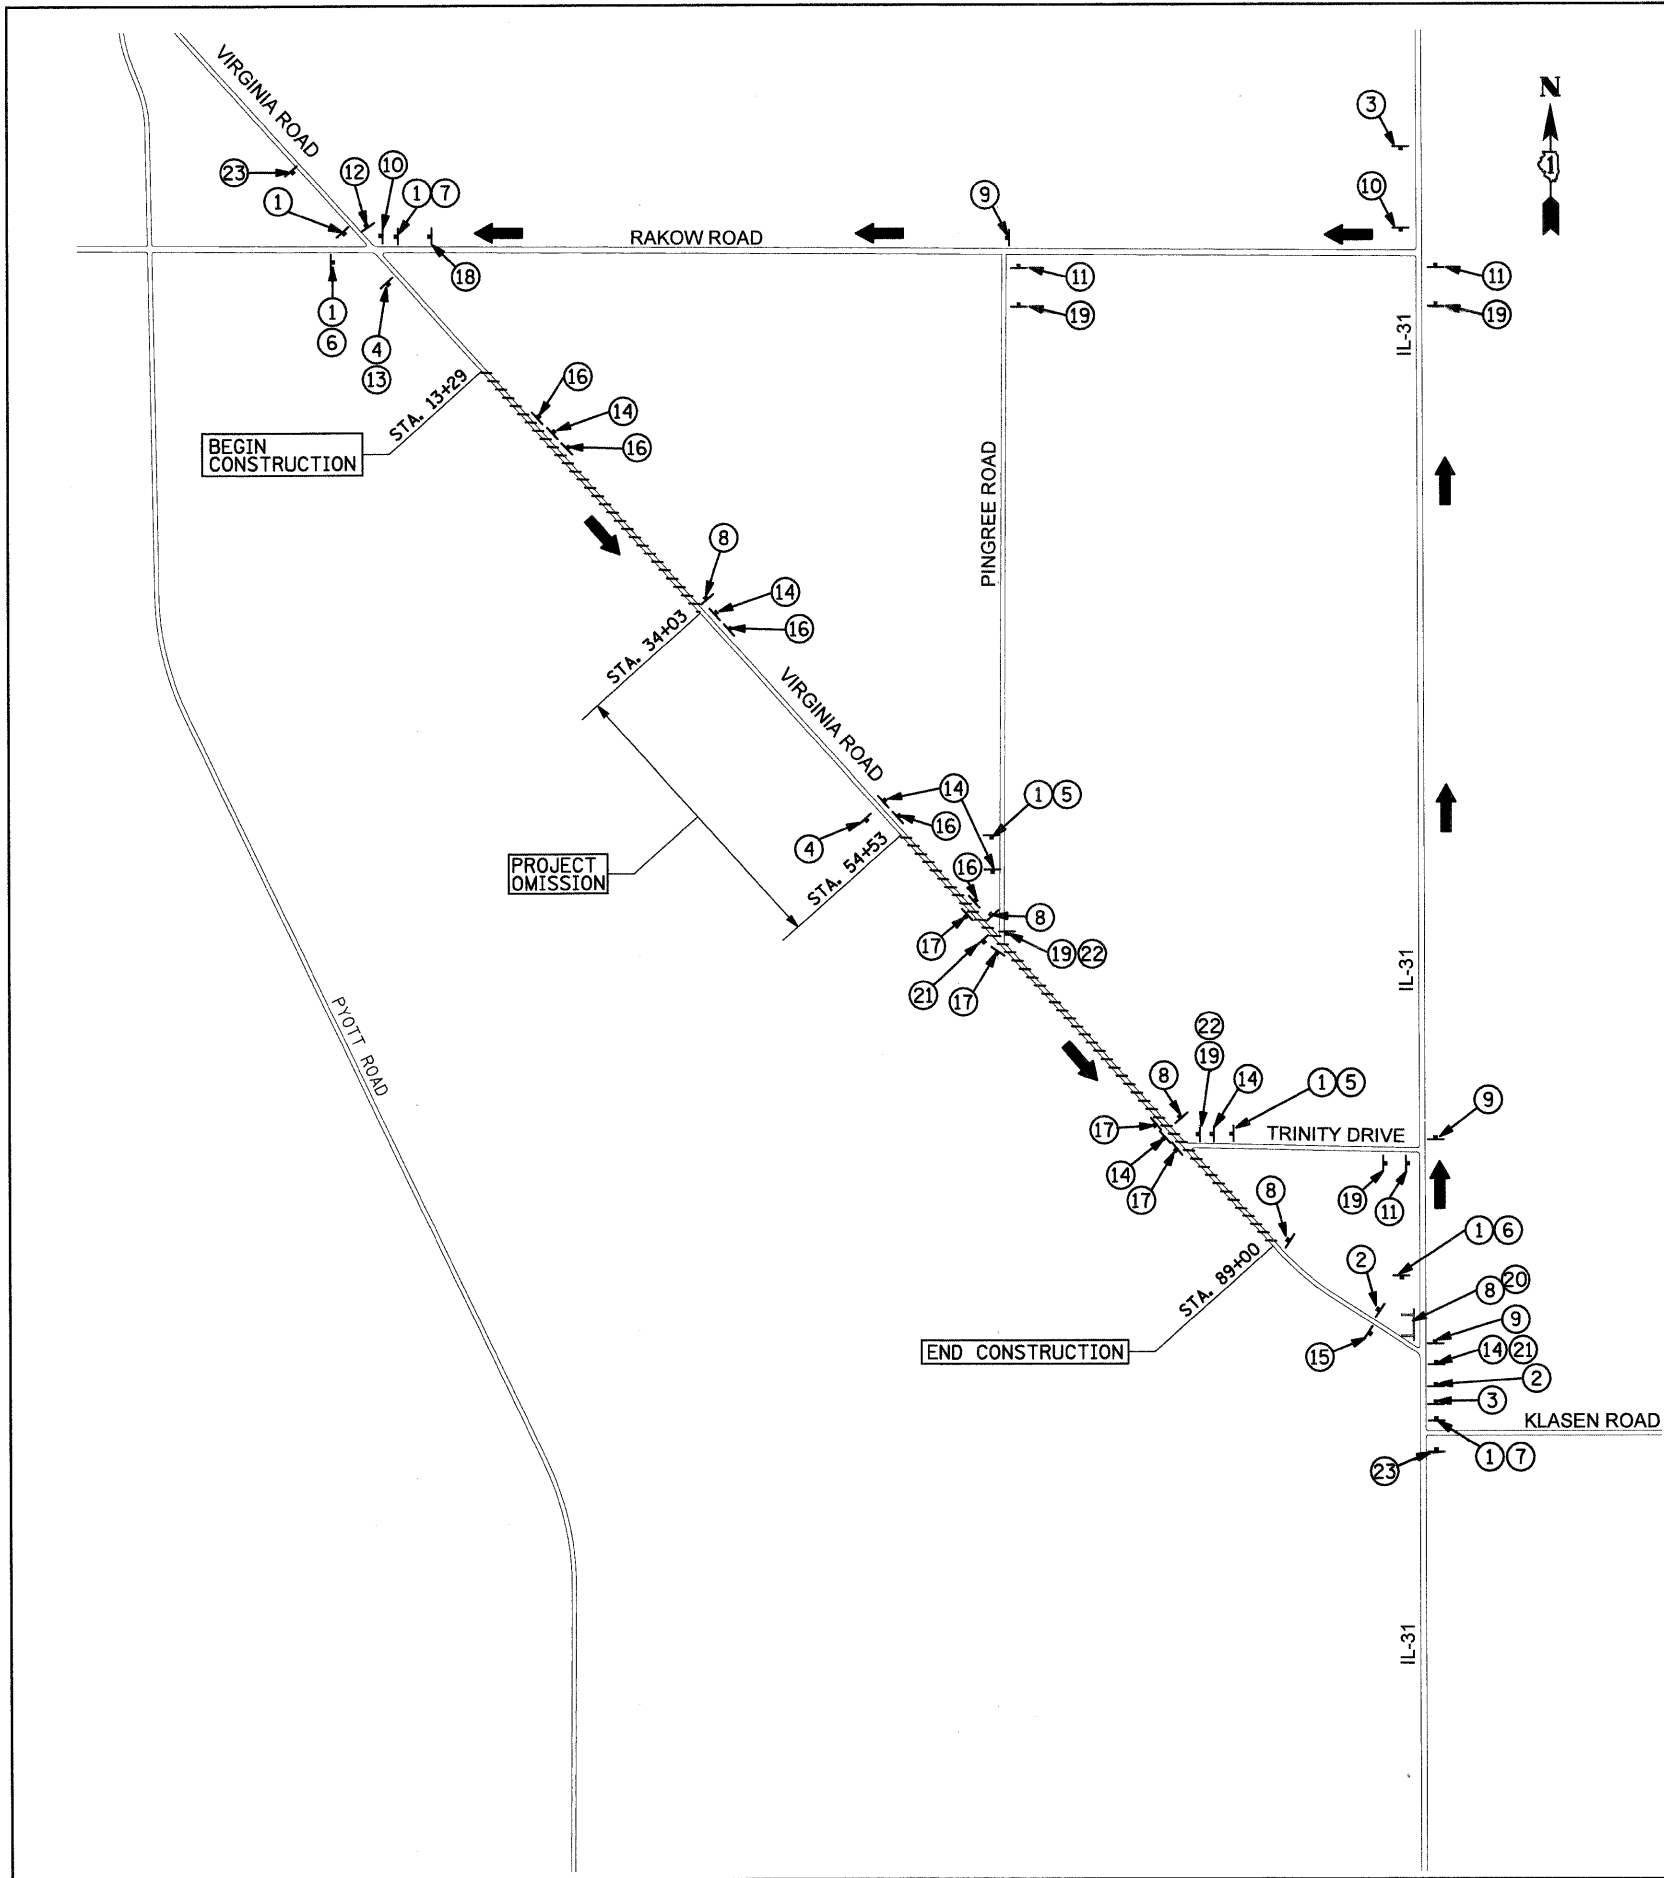 VIRGINIA ROAD
N
1
3
23
12
10
1 7
1
10
9
RAKOW ROAD
18
11
11
1
6
19
19
4
13
IL-31
STA. 13+29
16
14
16
BEGIN
CONSTRUCTION
PINGREE ROAD
8
14
16
STA. 34+03
VIRGINIA ROAD
14
1 5
16
4
STA. 54+53
PROJECT
OMISSION
16
8
17
19 22
21
17
IL-31
PYOTT ROAD
22
19
14
8
1 5
9
17
TRINITY DRIVE
14
17
19
11
8
1 6
2
STA. 89+00
8 20
9
END CONSTRUCTION
15
14 21
2
3
KLASEN ROAD
1 7
23
IL-31